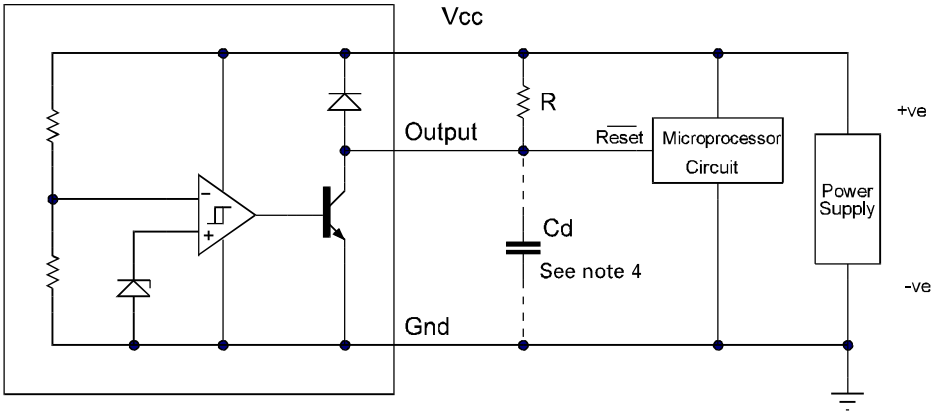 Vcc
R
+ve
Output
Reset
Microprocessor
Circuit
Power
Supply
−
+
Cd
See note 4
-ve
Gnd